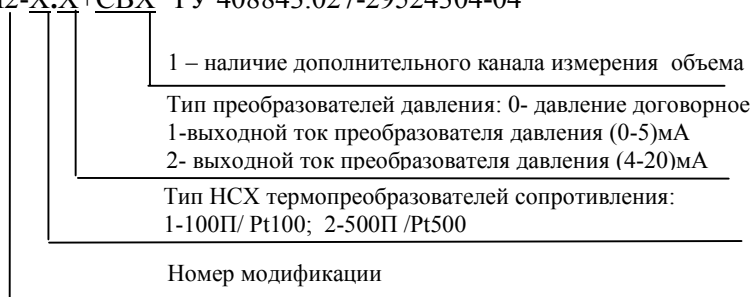 2-X.X+СВХ ТУ 408843.027-29524304-04
1 – наличие дополнительного канала измерения объема
Тип преобразователей давления: 0- давление договорное
1-выходной ток преобразователя давления (0-5)мА
2- выходной ток преобразователя давления (4-20)мА
Тип НСХ термопреобразователей сопротивления:
1-100П/ Pt100; 2-500П /Pt500
Номер модификации